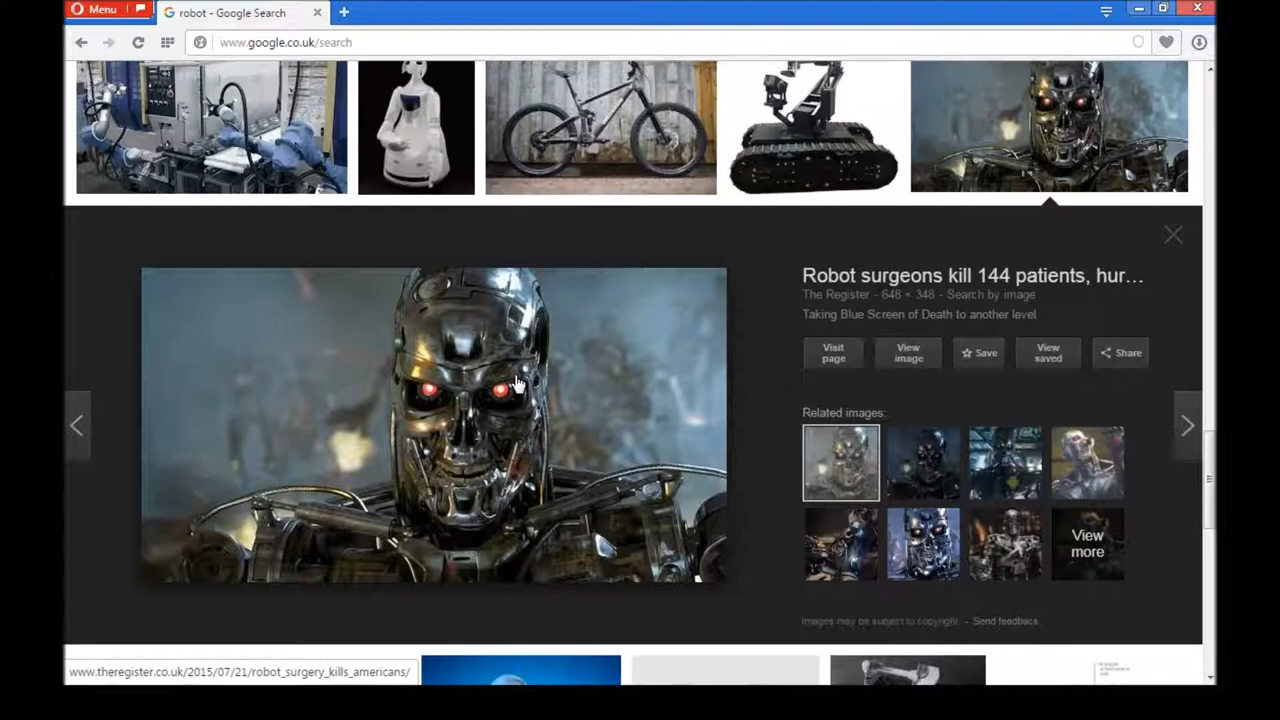 Menu
robot - Google Search
www.google.co.uk/search
Robot surgeons kill 144 patients, hur...
The Register - 648 × 348 - Search by image
Taking Blue Screen of Death to another level
Visit page
View image
Save
View saved
Share
Related images:
View more
Images may be subject to copyright. - Send feedback
www.theregister.co.uk/2015/07/21/robot_surgery_kills_americans/